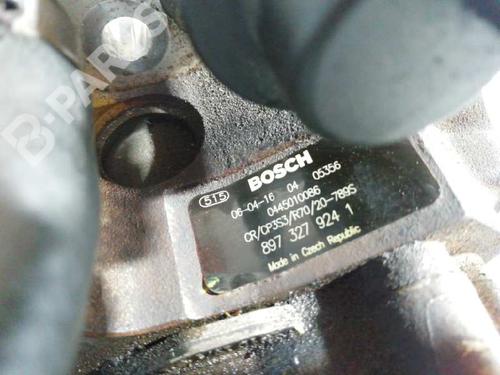 B-PARTS
515 BOSCH
06-04-16 04 05356
0445010086
CR/CP3S3/R70/20-789S
897 327 924 1
Made in Czech Republic